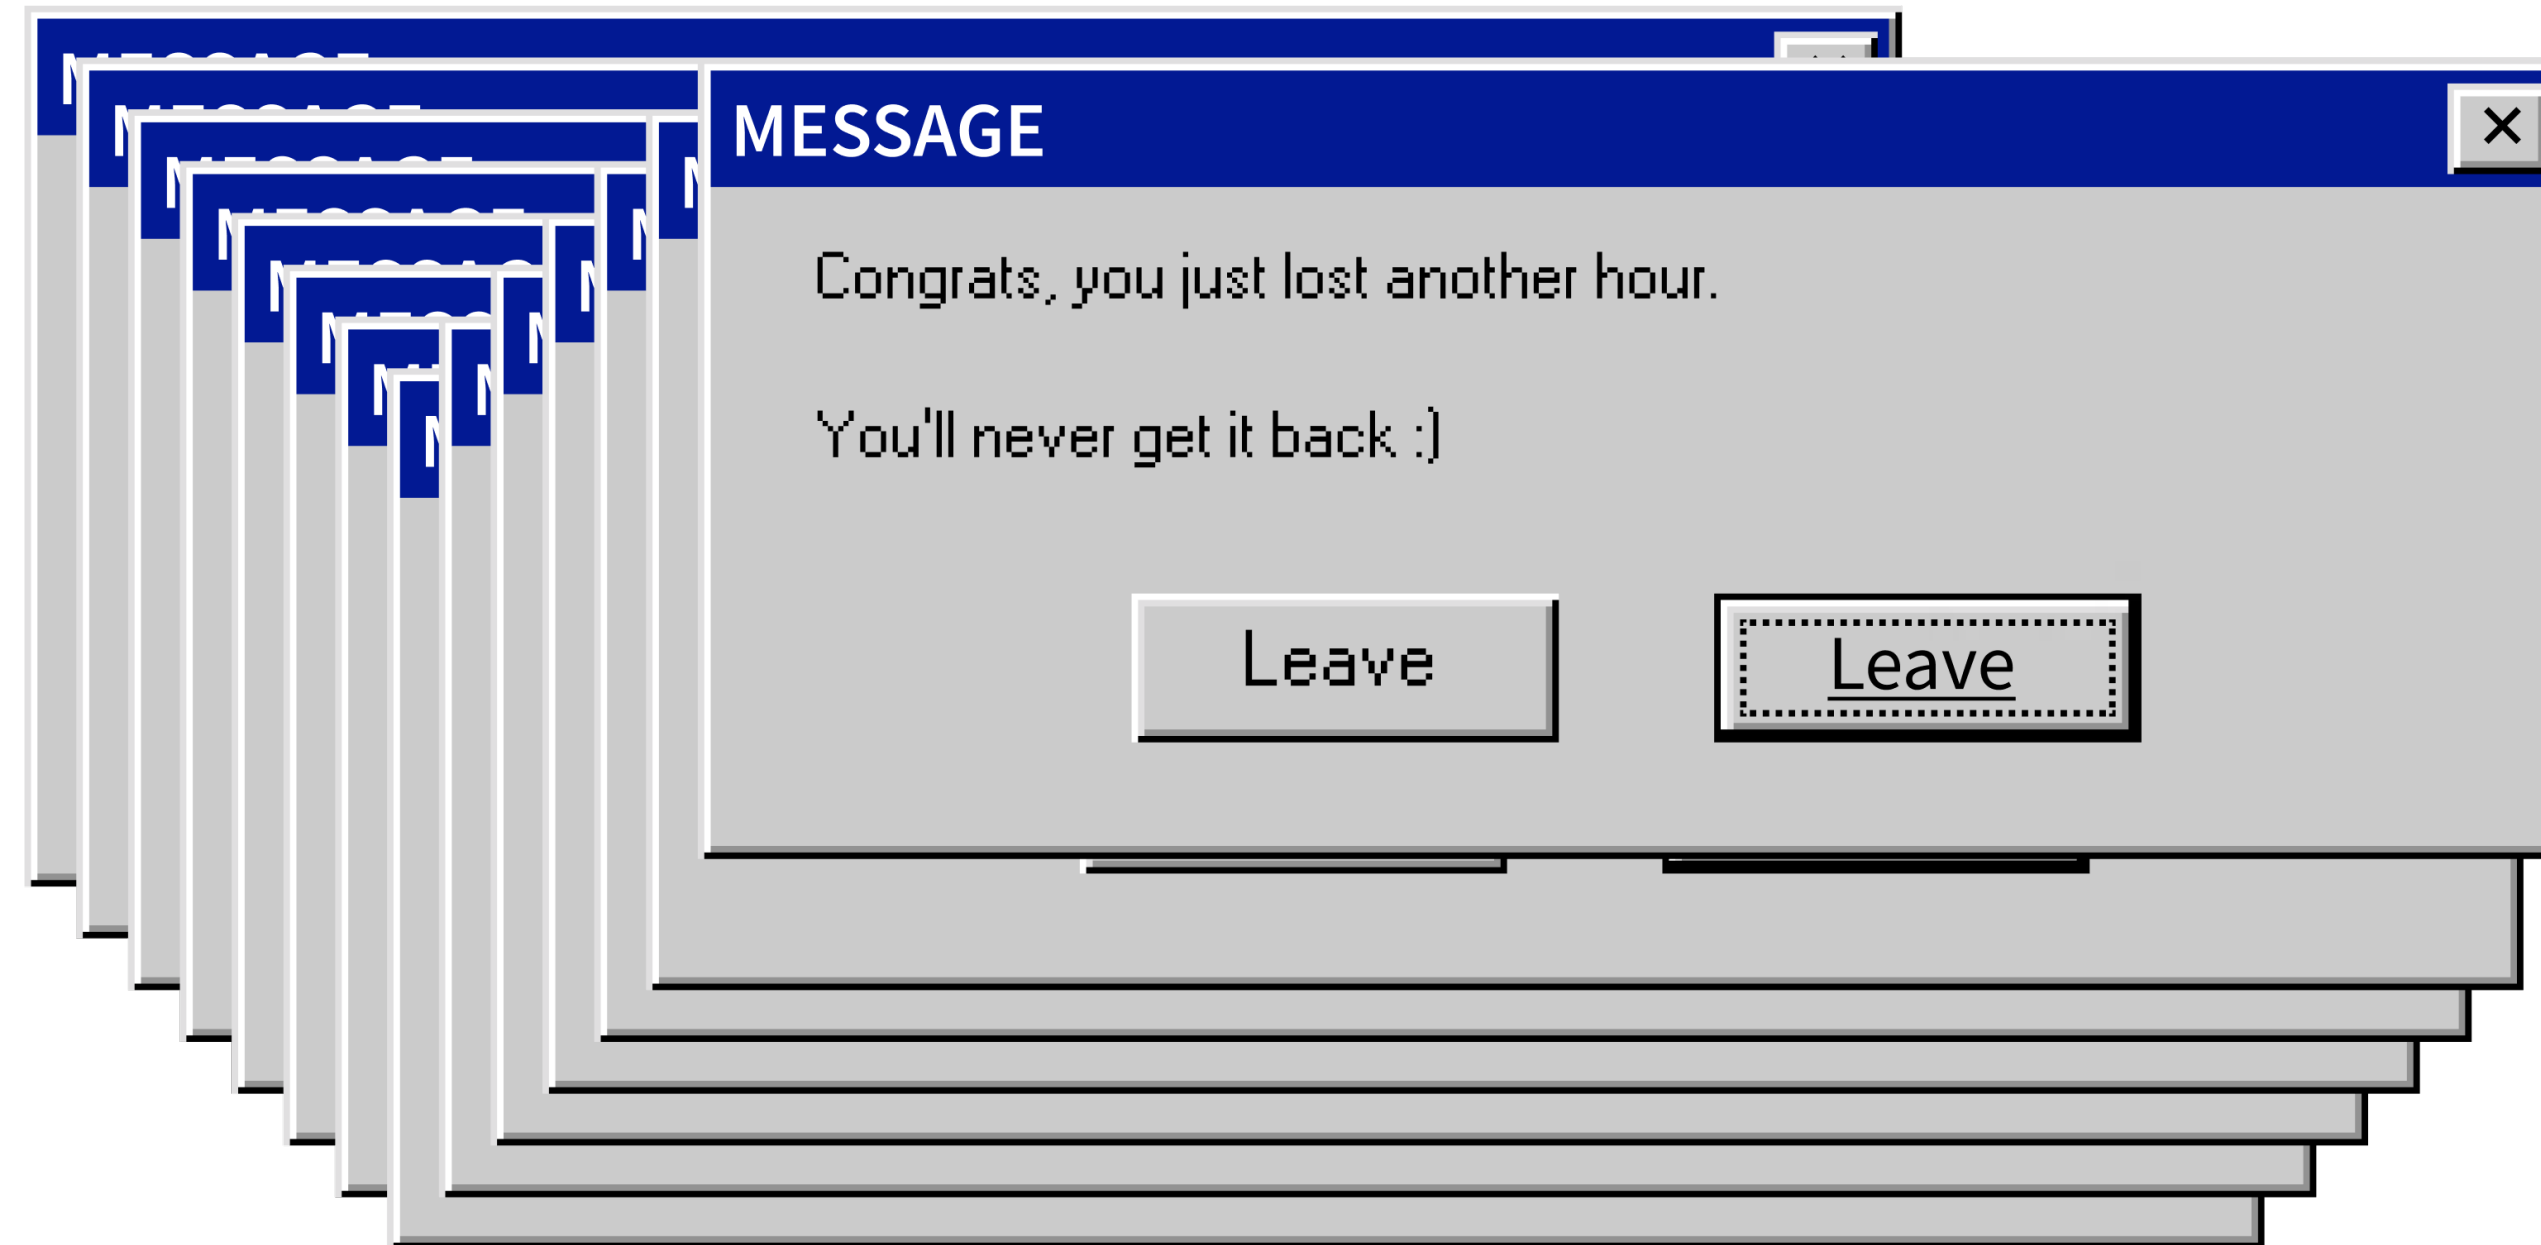 MESSAGE
Congrats, you just lost another hour.
You'll never get it back :)
Leave
Leave